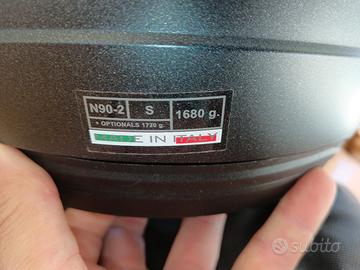 N90-2 S 1680 g.
+ OPTIONALS 1720 g.
MADE IN ITALY
subito